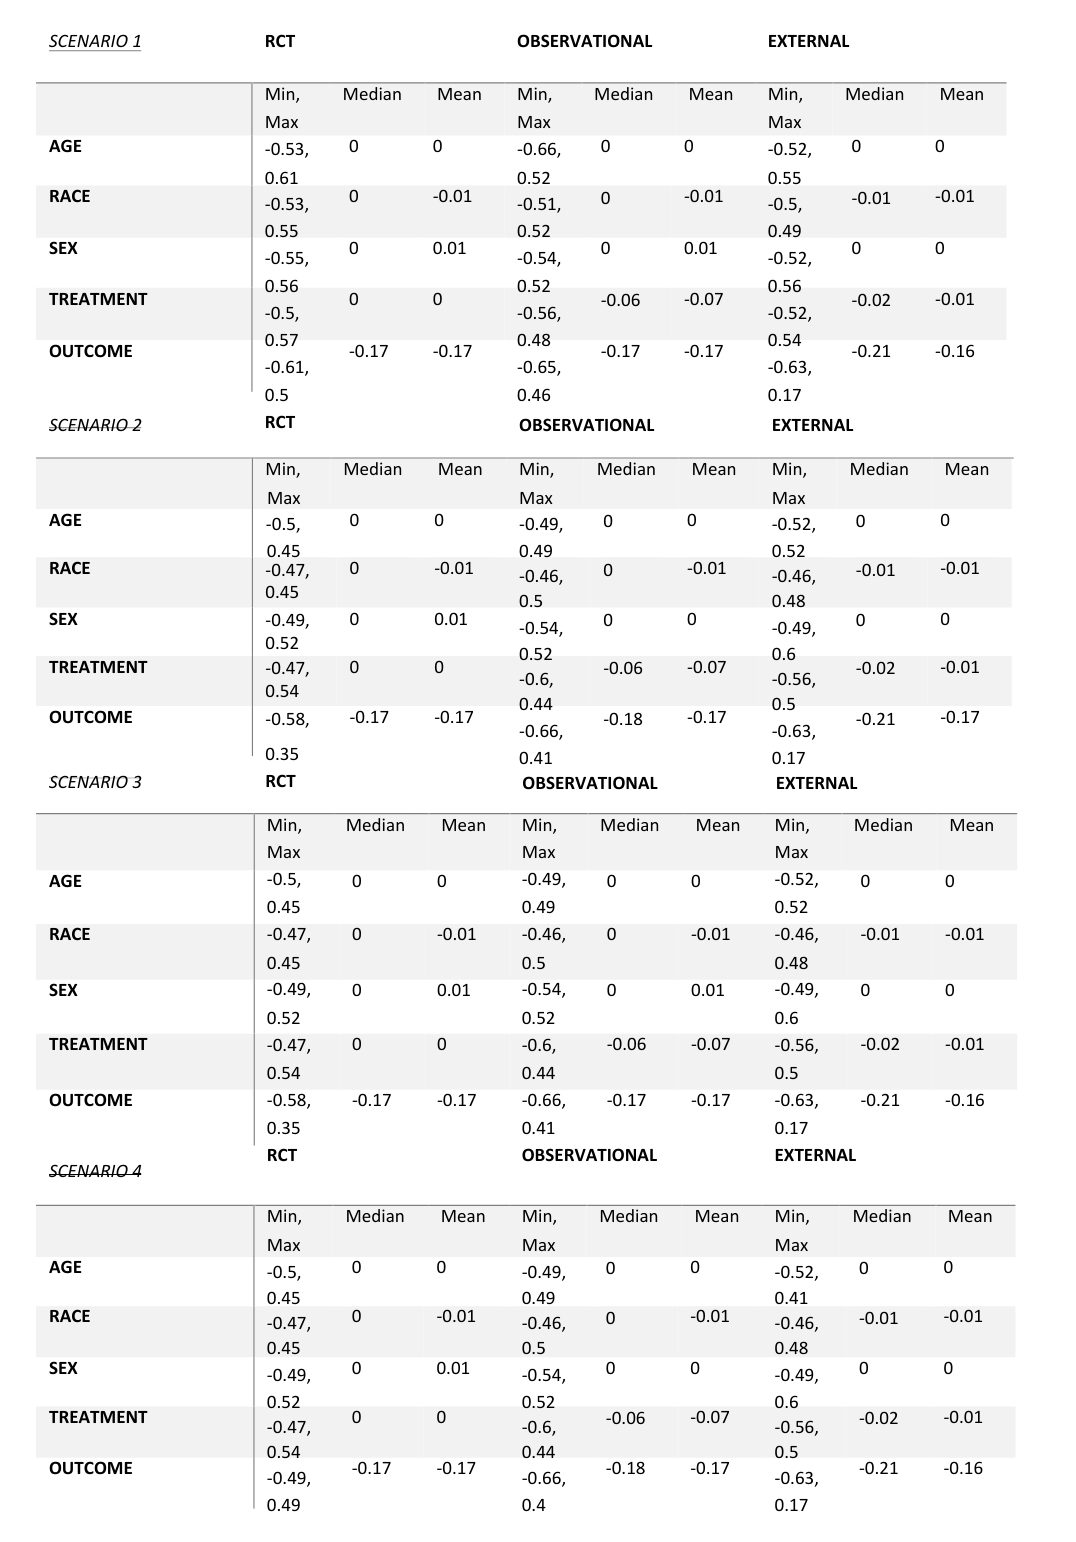 SCENARIO 1 RCT OBSERVATIONAL EXTERNAL
Min, Median Mean Min, Median Mean Min, Median Mean
Max Max Max
AGE -0.53, 0 0 -0.66, 0 0 -0.52, 0 0
0.61 0.52 0.55
RACE -0.53, 0 -0.01 -0.51, 0 -0.01 -0.5, -0.01 -0.01
0.55 0.52 0.49
SEX -0.55, 0 0.01 -0.54, 0 0.01 -0.52, 0 0
0.56 0.52 0.56
TREATMENT -0.5, 0 0 -0.56, -0.06 -0.07 -0.52, -0.02 -0.01
0.57 0.48 0.54
OUTCOME -0.61, -0.17 -0.17 -0.65, -0.17 -0.17 -0.63, -0.21 -0.16
0.5 0.46 0.17
SCENARIO 2 RCT OBSERVATIONAL EXTERNAL
Min, Median Mean Min, Median Mean Min, Median Mean
Max Max Max
AGE -0.5, 0 0 -0.49, 0 0 -0.52, 0 0
0.45 0.49 0.52
RACE -0.47, 0 -0.01 -0.46, 0 -0.01 -0.46, -0.01 -0.01
0.45 0.5 0.48
SEX -0.49, 0 0.01 -0.54, 0 0 -0.49, 0 0
0.52 0.52 0.6
TREATMENT -0.47, 0 0 -0.6, -0.06 -0.07 -0.56, -0.02 -0.01
0.54 0.44 0.5
OUTCOME -0.58, -0.17 -0.17 -0.66, -0.18 -0.17 -0.63, -0.21 -0.17
0.35 0.41 0.17
SCENARIO 3 RCT OBSERVATIONAL EXTERNAL
Min, Median Mean Min, Median Mean Min, Median Mean
Max Max Max
AGE -0.5, 0 0 -0.49, 0 0 -0.52, 0 0
0.45 0.49 0.52
RACE -0.47, 0 -0.01 -0.46, 0 -0.01 -0.46, -0.01 -0.01
0.45 0.5 0.48
SEX -0.49, 0 0.01 -0.54, 0 0.01 -0.49, 0 0
0.52 0.52 0.6
TREATMENT -0.47, 0 0 -0.6, -0.06 -0.07 -0.56, -0.02 -0.01
0.54 0.44 0.5
OUTCOME -0.58, -0.17 -0.17 -0.66, -0.17 -0.17 -0.63, -0.21 -0.16
0.35 0.41 0.17
SCENARIO 4 RCT OBSERVATIONAL EXTERNAL
Min, Median Mean Min, Median Mean Min, Median Mean
Max Max Max
AGE -0.5, 0 0 -0.49, 0 0 -0.52, 0 0
0.45 0.49 0.41
RACE -0.47, 0 -0.01 -0.46, 0 -0.01 -0.46, -0.01 -0.01
0.45 0.5 0.48
SEX -0.49, 0 0.01 -0.54, 0 0 -0.49, 0 0
0.52 0.52 0.6
TREATMENT -0.47, 0 0 -0.6, -0.06 -0.07 -0.56, -0.02 -0.01
0.54 0.44 0.5
OUTCOME -0.49, -0.17 -0.17 -0.66, -0.18 -0.17 -0.63, -0.21 -0.16
0.49 0.4 0.17